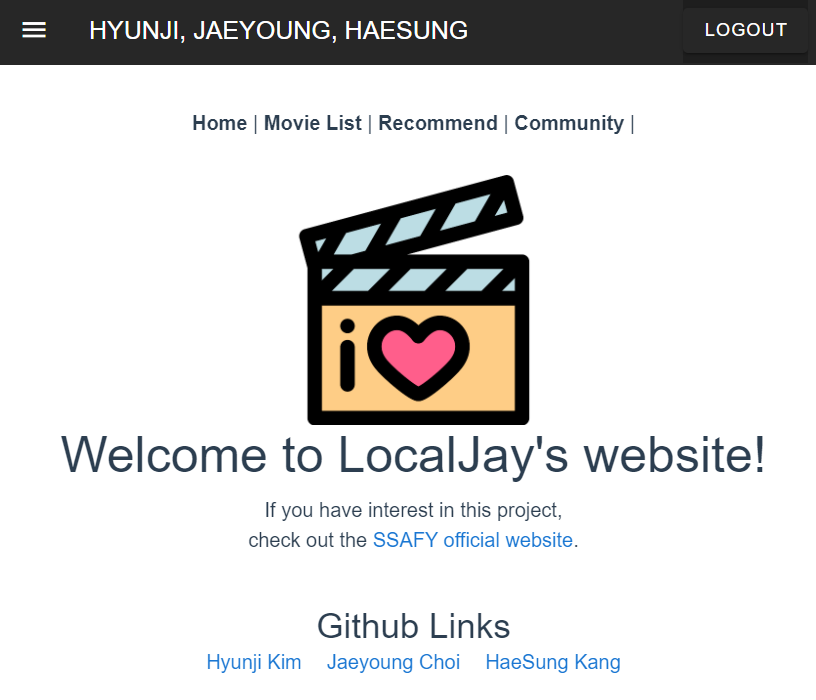 HYUNJI, JAEYOUNG, HAESUNG LOGOUT
Home | Movie List | Recommend | Community |
i
Welcome to LocalJay's website!
If you have interest in this project,
check out the SSAFY official website.
Github Links
Hyunji Kim Jaeyoung Choi HaeSung Kang